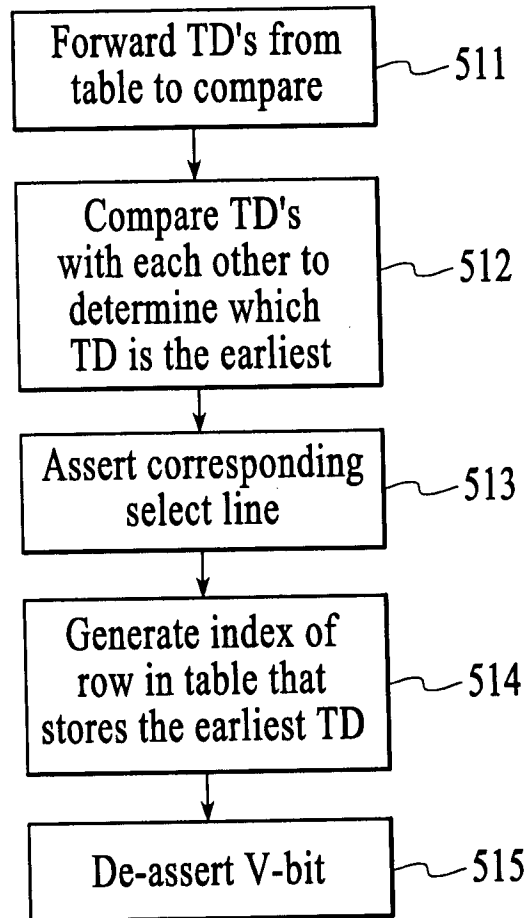 Forward TD's from
table to compare
511
Compare TD's
with each other to
determine which
TD is the earliest
512
Assert corresponding
select line
513
Generate index of
row in table that
stores the earliest TD
514
De-assert V-bit
515